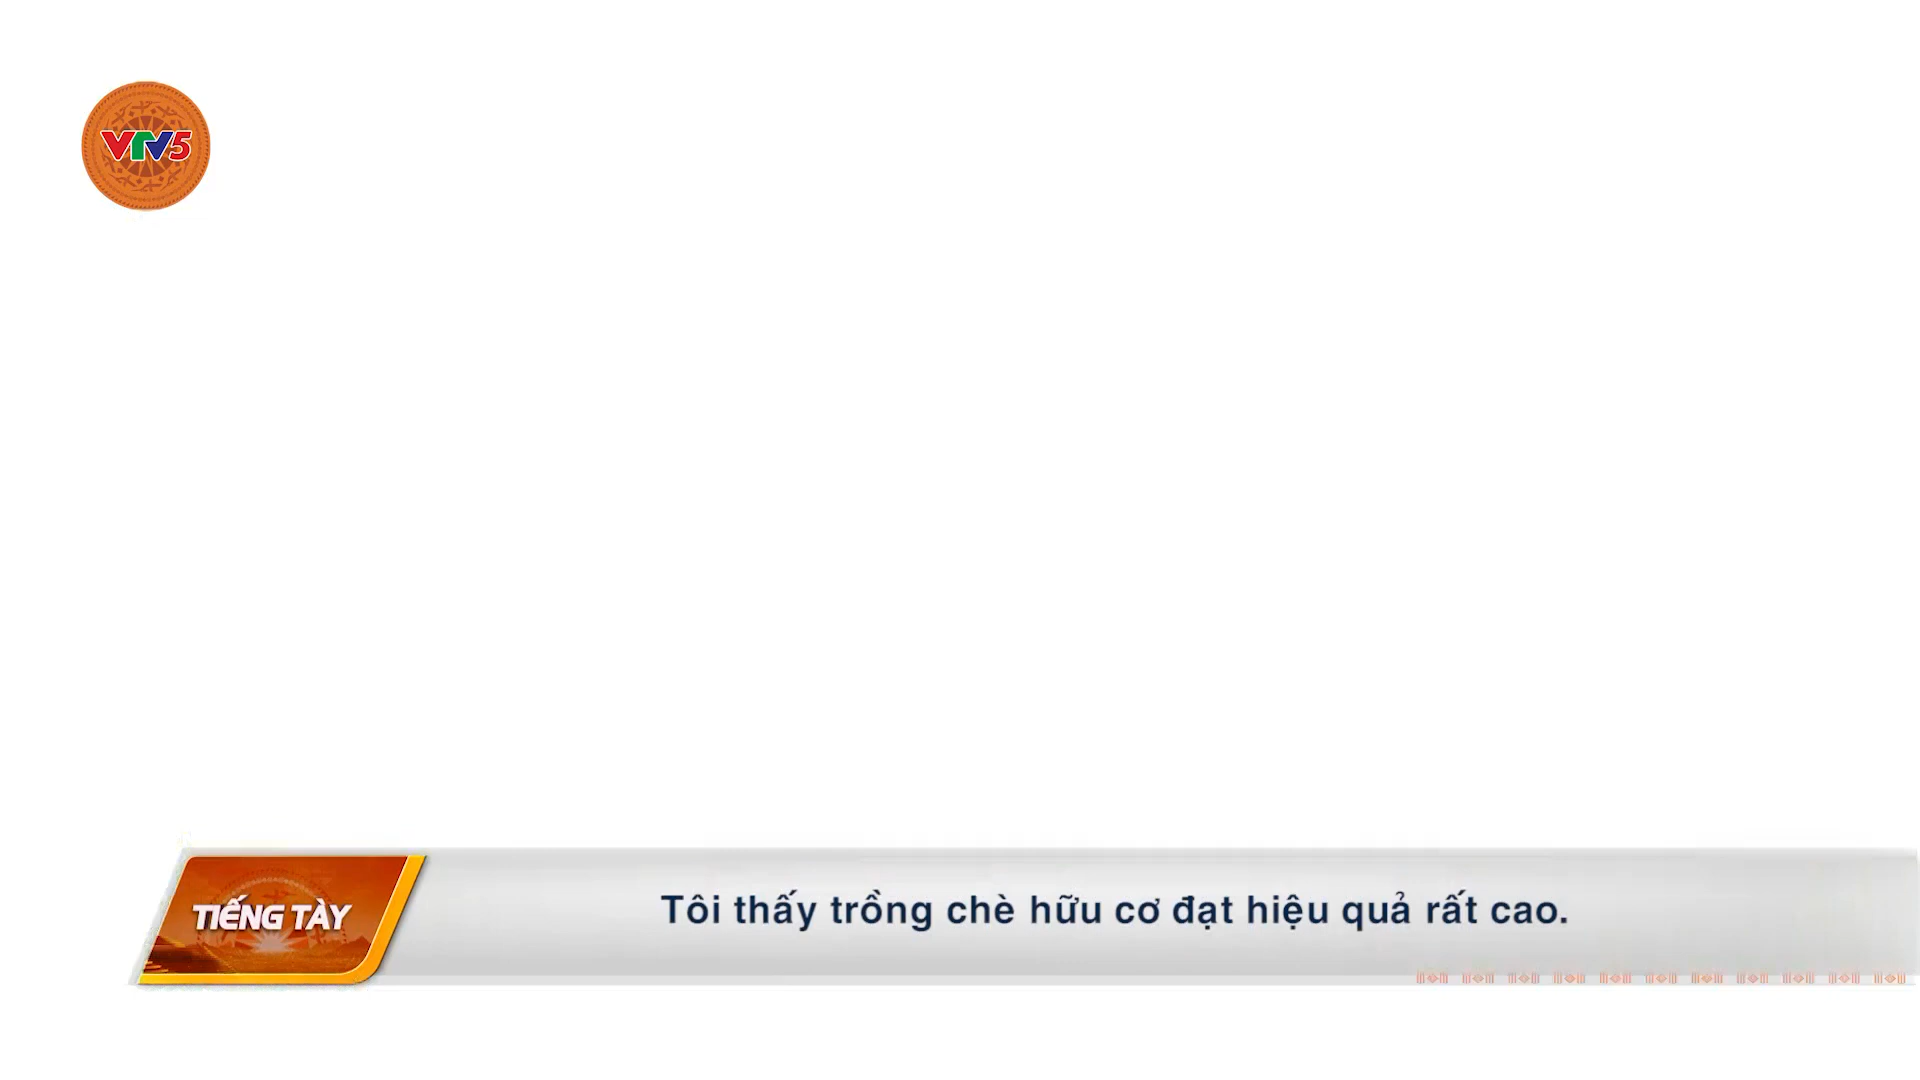 VTV5
TIẾNG TÀY
Tôi thấy trồng chè hữu cơ đạt hiệu quả rất cao.